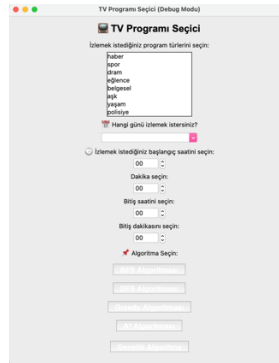 TV Programı Seçici (Debug Modu)
TV Programı Seçici
İzlemek istediğiniz program türlerini seçin:
haber
spor
dram
eğlence
belgesel
aşk
yaşam
polisiye
Hangi günü izlemek istersiniz?
İzlemek istediğiniz başlangıç saatini seçin:
00
Dakika seçin:
00
Bitiş saatini seçin:
00
Bitiş dakikasını seçin:
00
Algoritma Seçin: